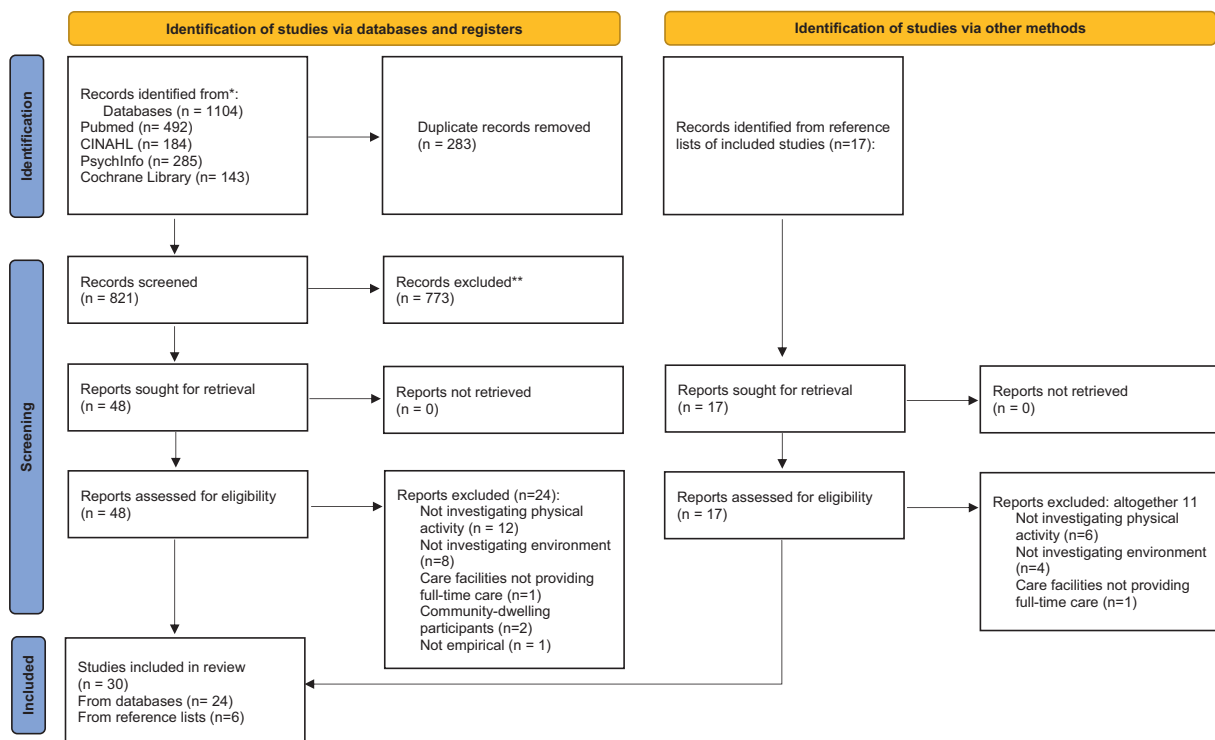 Identification of studies via databases and registers
Identification of studies via other methods
Identification
Records identified from*:
Databases (n = 1104)
Pubmed (n= 492)
CINAHL (n= 184)
PsychInfo (n= 285)
Cochrane Library (n= 143)
Duplicate records removed
(n = 283)
Records identified from reference
lists of included studies (n=17):
Screening
Records screened
(n = 821)
Records excluded**
(n = 773)
Reports sought for retrieval
(n = 48)
Reports not retrieved
(n = 0)
Reports sought for retrieval
(n = 17)
Reports not retrieved
(n = 0)
Reports assessed for eligibility
(n = 48)
Reports excluded (n=24):
Not investigating physical
activity (n = 12)
Not investigating environment
(n=8)
Care facilities not providing
full-time care (n=1)
Community-dwelling
participants (n=2)
Not empirical (n = 1)
Reports assessed for eligibility
(n = 17)
Reports excluded: altogether 11
Not investigating physical
activity (n=6)
Not investigating environment
(n=4)
Care facilities not providing
full-time care (n=1)
Included
Studies included in review
(n = 30)
From databases (n= 24)
From reference lists (n=6)